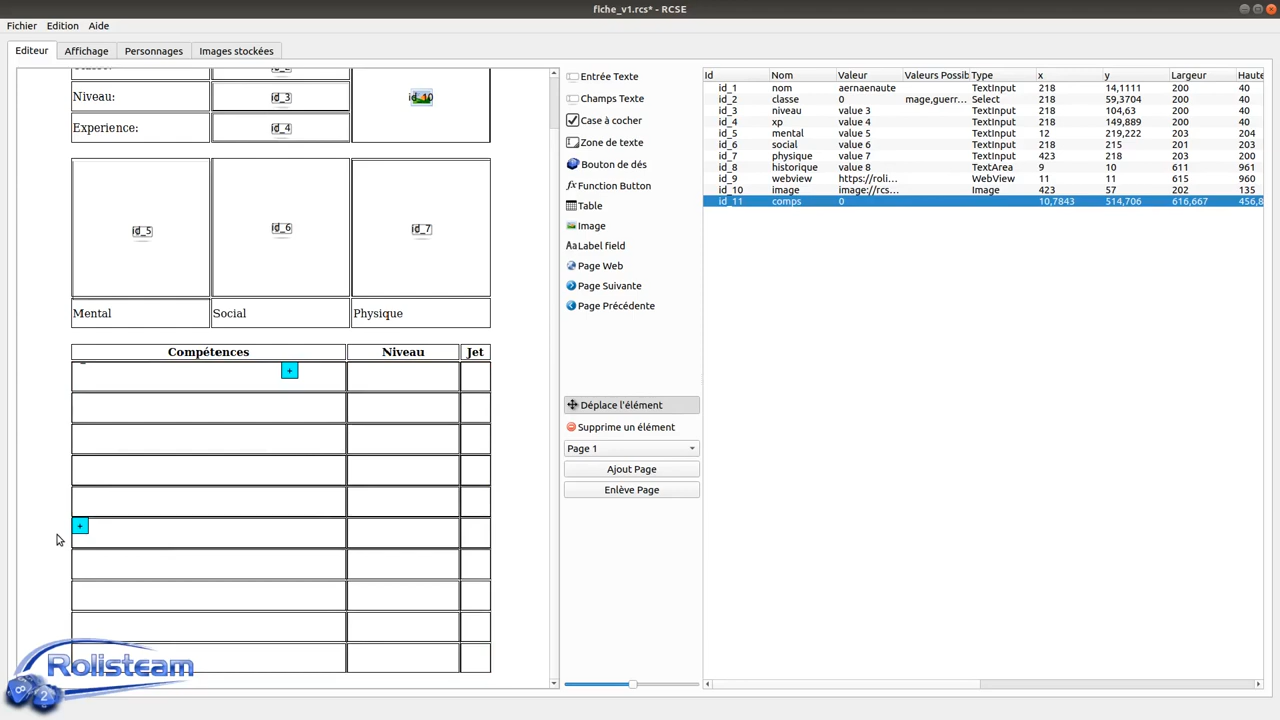 fiche_v1.rcs* - RCSE
Fichier Edition Aide
Editeur Affichage Personnages Images stockées
Niveau: id_3
Experience: id_4
id_10
id_5 id_6 id_7
Mental Social Physique
Compétences Niveau Jet
+
+
Rolisteam
8 2
Entrée Texte
Champs Texte
Case à cocher
Zone de texte
Bouton de dés
Function Button
Table
Image
Aa Label field
Page Web
Page Suivante
Page Précédente
Déplace l'élément
Supprime un élément
Page 1
Ajout Page
Enlève Page
Id Nom Valeur Valeurs Possib Type x y Largeur Haute
id_1 nom aernaenaute TextInput 218 14,1111 200 40
id_2 classe 0 mage,guerr... Select 218 59,3704 200 40
id_3 niveau value 3 TextInput 218 104,63 200 40
id_4 xp value 4 TextInput 218 149,889 200 40
id_5 mental value 5 TextInput 12 219,222 203 204
id_6 social value 6 TextInput 218 215 201 203
id_7 physique value 7 TextInput 423 218 203 200
id_8 historique value 8 TextArea 9 10 611 961
id_9 webview https://roli... WebView 11 11 615 960
id_10 image image://rcs... Image 423 57 202 135
id_11 comps 0 10,7843 514,706 616,667 456,8